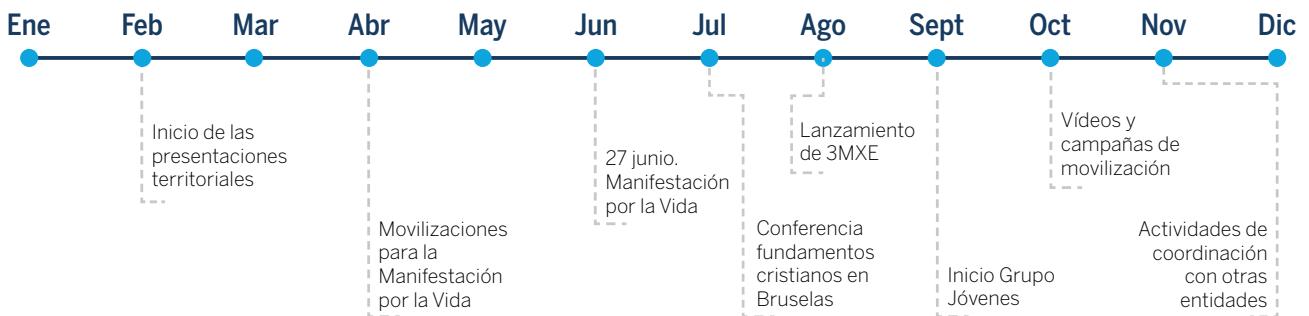 Ene Feb Mar Abr May Jun Jul Ago Sept Oct Nov Dic
Inicio de las
presentaciones
territoriales
Movilizaciones
para la
Manifestación
por la Vida
27 junio.
Manifestación
por la Vida
Conferencia
fundamentos
cristianos en
Bruselas
Lanzamiento
de 3MXE
Inicio Grupo
Jóvenes
Vídeos y
campañas de
movilización
Actividades de
coordinación
con otras
entidades